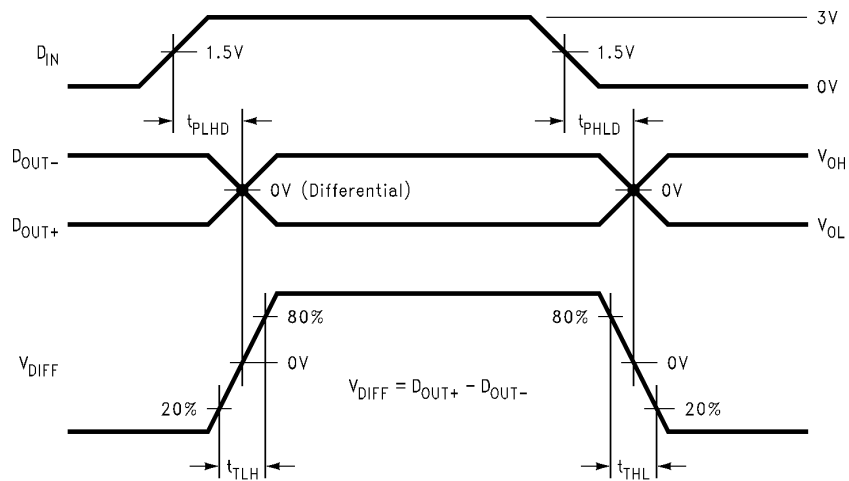 3V
D_IN
1.5V
1.5V
0V
t_PLHD
t_PHLD
D_OUT-
V_OH
0V (Differential)
0V
D_OUT+
V_OL
80%
80%
V_DIFF
0V
0V
V_DIFF = D_OUT+ - D_OUT-
20%
20%
t_TLH
t_THL